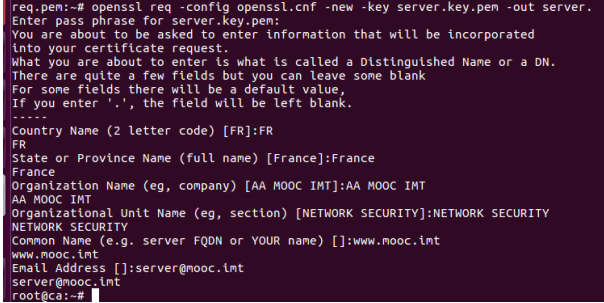 req.pem:~# openssl req -config openssl.cnf -new -key server.key.pem -out server.
Enter pass phrase for server.key.pem:
You are about to be asked to enter information that will be incorporated
into your certificate request.
What you are about to enter is what is called a Distinguished Name or a DN.
There are quite a few fields but you can leave some blank
For some fields there will be a default value,
If you enter '.', the field will be left blank.
-----
Country Name (2 letter code) [FR]:FR
FR
State or Province Name (full name) [France]:France
France
Organization Name (eg, company) [AA MOOC IMT]:AA MOOC IMT
AA MOOC IMT
Organizational Unit Name (eg, section) [NETWORK SECURITY]:NETWORK SECURITY
NETWORK SECURITY
Common Name (e.g. server FQDN or YOUR name) []:www.mooc.imt
www.mooc.imt
Email Address []:server@mooc.imt
server@mooc.imt
root@ca:~#